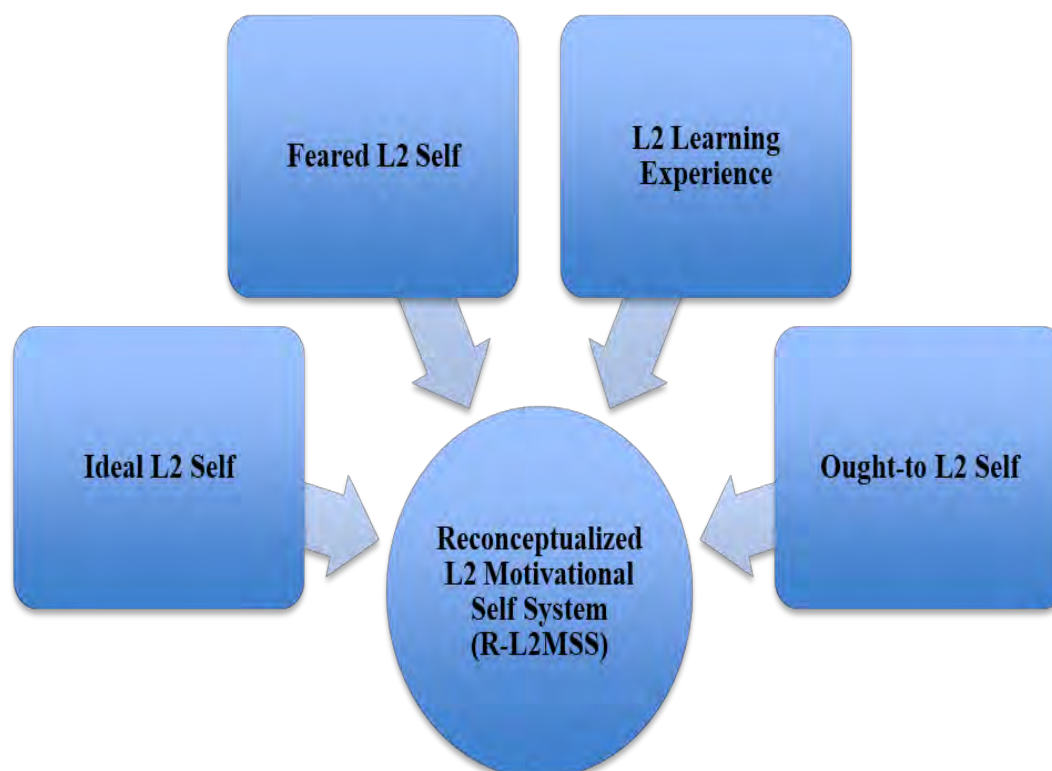 Feared L2 Self
L2 Learning
Experience
Ideal L2 Self
Ought-to L2 Self
Reconceptualized
L2 Motivational
Self System
(R-L2MSS)